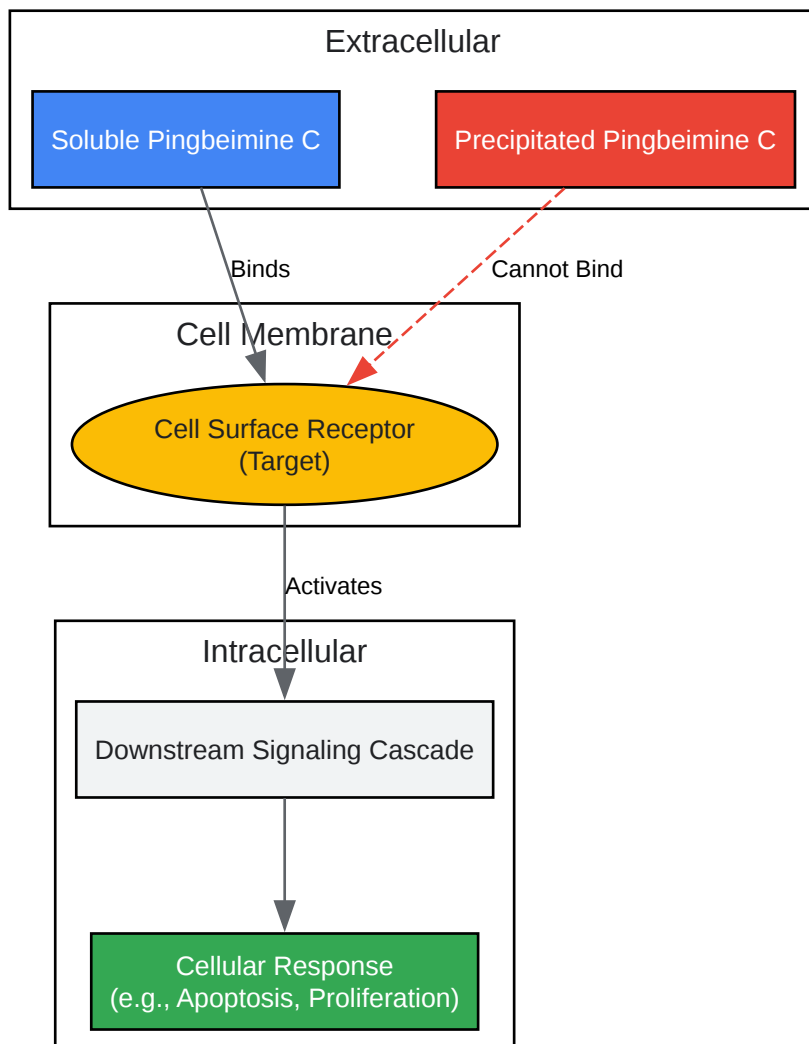 Extracellular
Soluble Pingbeimine C
Precipitated Pingbeimine C
Binds
Cannot Bind
Cell Membrane
Cell Surface Receptor
(Target)
Activates
Intracellular
Downstream Signaling Cascade
Cellular Response
(e.g., Apoptosis, Proliferation)